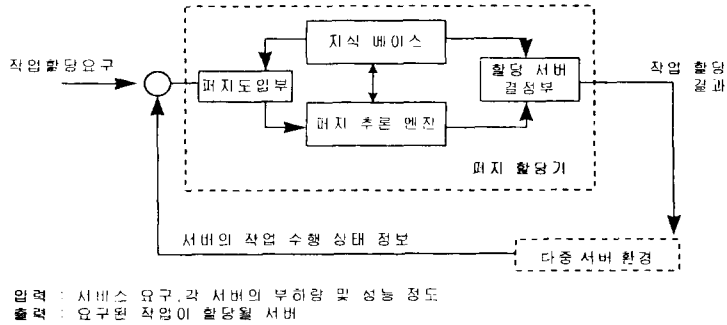 지식 베이스
작업할당요구
퍼지도입부
할당 서버
결정부
작업 할당
결과
퍼지 추론 엔진
퍼지 할당기
서버의 작업 수행 상태 정보
다중 서버 환경
입력 : 서비스 요구, 각 서버의 부하량 및 성능 정도
출력 : 요구된 작업이 할당될 서버